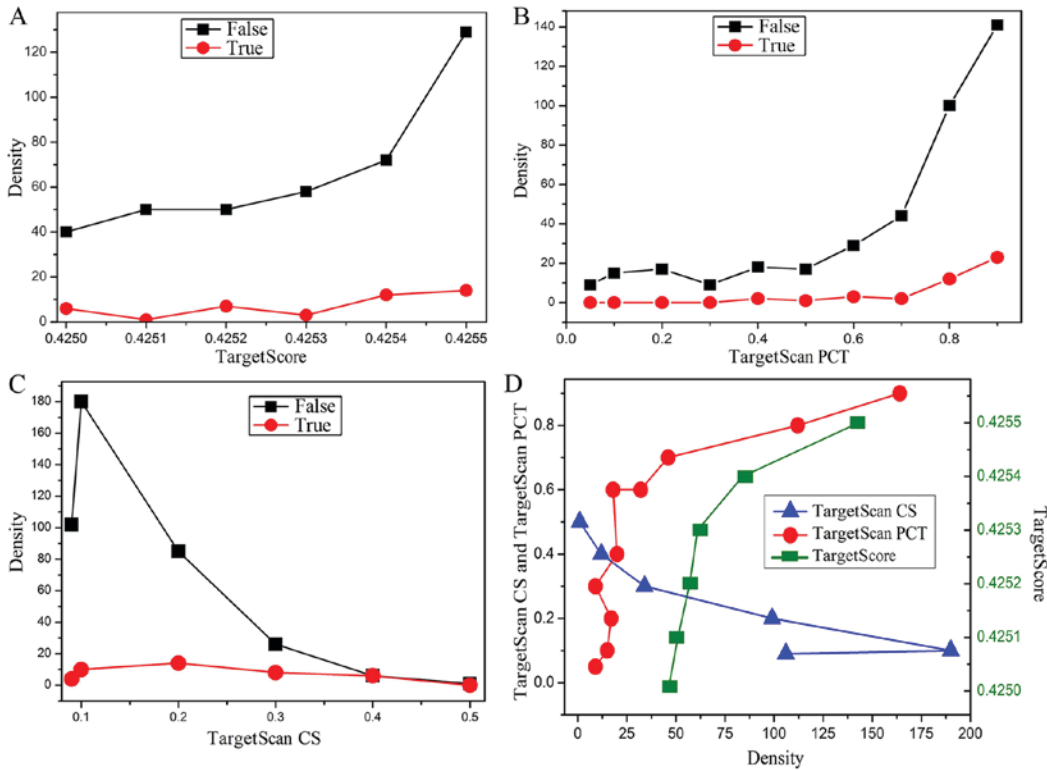 A
False
True
Density
120
100
80
60
40
20
0
0.4250
0.4251
0.4252
0.4253
0.4254
0.4255
TargetScore
B
False
True
Density
140
120
100
80
60
40
20
0
0.0
0.2
0.4
0.6
0.8
TargetScan PCT
C
False
True
Density
180
160
140
120
100
80
60
40
20
0
0.1
0.2
0.3
0.4
0.5
TargetScan CS
D
TargetScan CS and TargetScan PCT
0.8
0.6
0.4
0.2
0.0
TargetScan CS
TargetScan PCT
TargetScore
0.4255
0.4254
0.4253
0.4252
0.4251
0.4250
TargetScore
0
25
50
75
100
125
150
175
200
Density